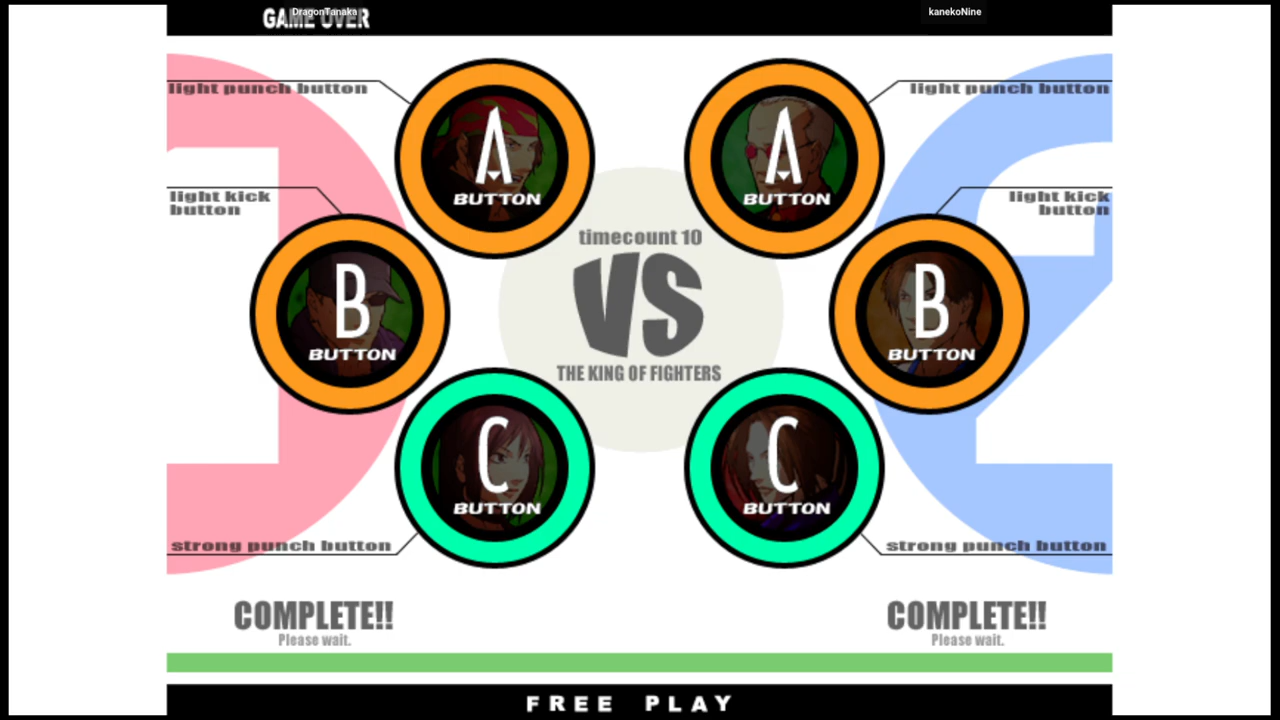 GAME OVER
DragonTanaka
kanekoNine
light punch button
light punch button
A
BUTTON
A
BUTTON
light kick
button
light kick
button
B
BUTTON
timecount 10
VS
THE KING OF FIGHTERS
B
BUTTON
C
BUTTON
C
BUTTON
strong punch button
strong punch button
COMPLETE!!
Please wait.
COMPLETE!!
Please wait.
FREE PLAY
1
2